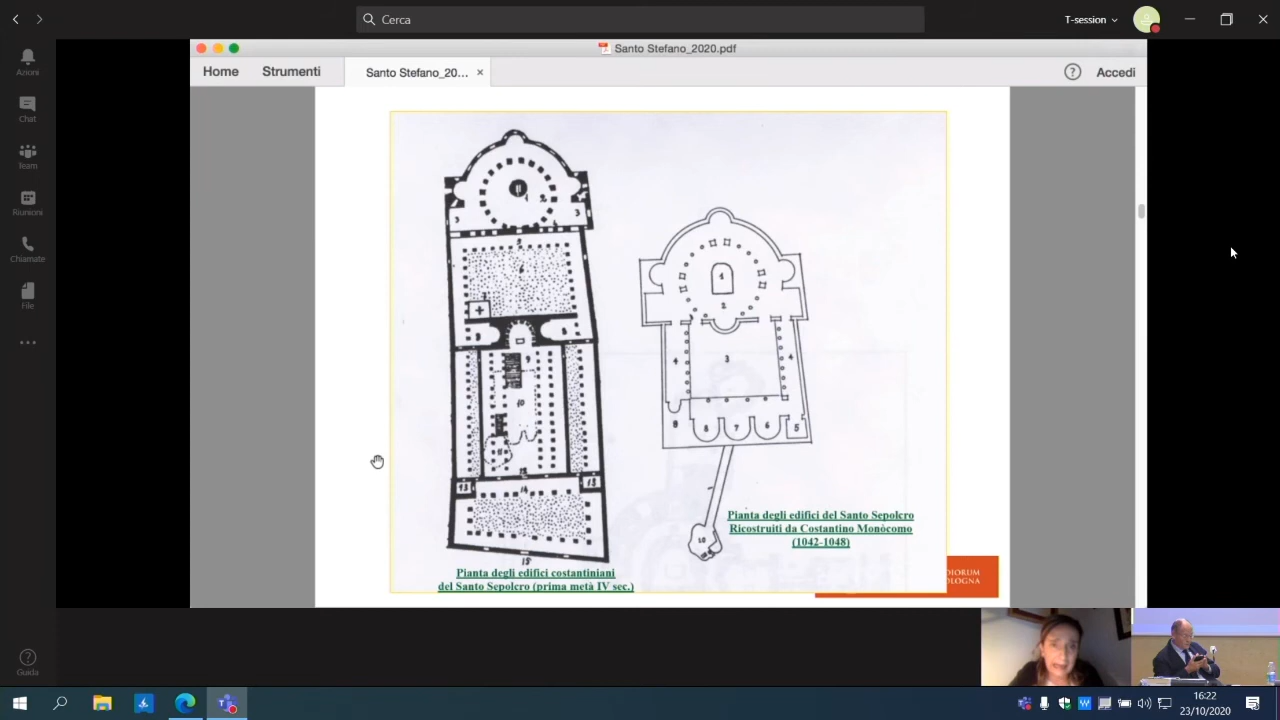 Cerca
T-session
Santo Stefano_2020.pdf
Home
Strumenti
Santo Stefano_20...
Accedi
Chat
Team
Riunioni
Chiamate
File
Guida
Pianta degli edifici costantiniani
del Santo Sepolcro (prima metà IV sec.)
Pianta degli edifici del Santo Sepolcro
Ricostruiti da Costantino Monòcomo
(1042-1048)
16:22
23/10/2020